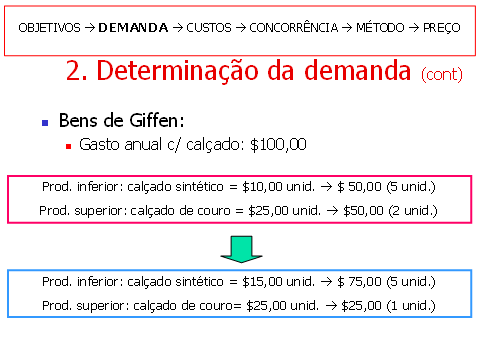 OBJETIVOS → DEMANDA → CUSTOS → CONCORRÊNCIA → MÉTODO → PREÇO
2. Determinação da demanda (cont)
Bens de Giffen:
Gasto anual c/ calçado: $100,00
Prod. inferior: calçado sintético = $10,00 unid. → $ 50,00 (5 unid.)
Prod. superior: calçado de couro = $25,00 unid. → $50,00 (2 unid.)
Prod. inferior: calçado sintético = $15,00 unid. → $ 75,00 (5 unid.)
Prod. superior: calçado de couro= $25,00 unid. → $25,00 (1 unid.)